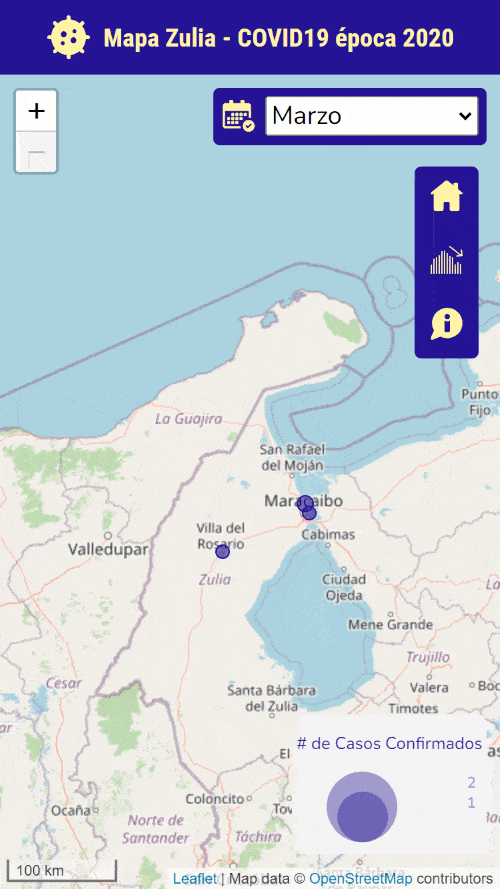 Mapa Zulia - COVID19 época 2020
+
−
Marzo
Punto
Fijo
La Guajira
San Rafael
del Moján
Maracaibo
Villa del
Rosario
Cabimas
Valledupar
Zulia
Ciudad
Ojeda
Mene Grande
Trujillo
Cesar
Valera
Boc
Santa Bárbara
del Zulia
Timotes
# de Casos Confirmados
2
1
El
Coloncito
Tov
Ocaña
Norte de
Santander
Táchira
100 km
Leaflet | Map data © OpenStreetMap contributors